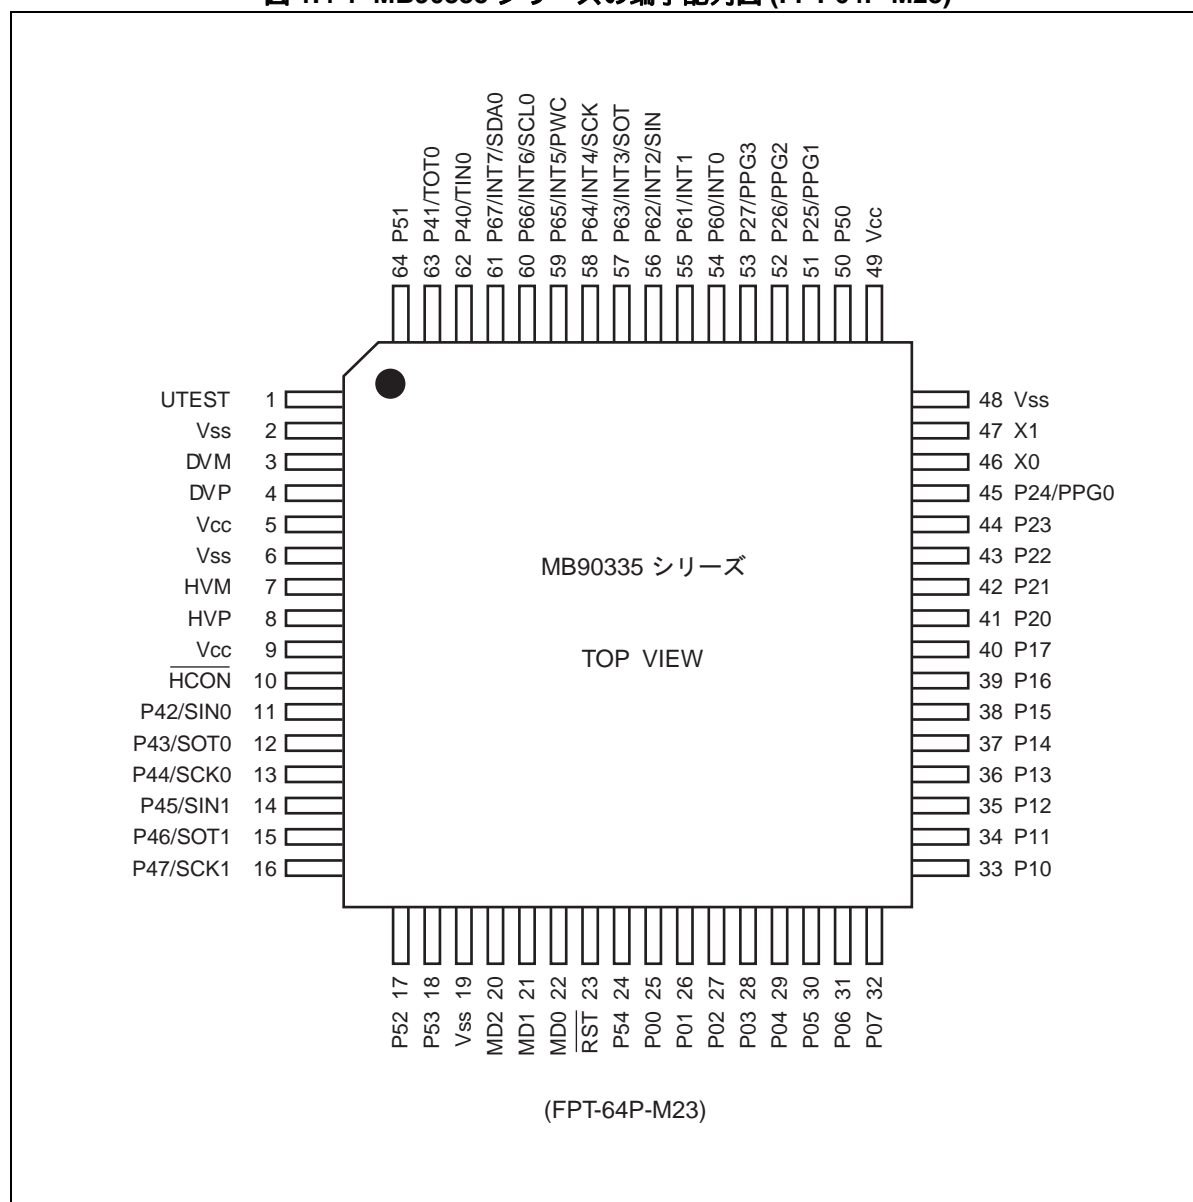 64 P51
63 P41/TOT0
62 P40/TIN0
61 P67/INT7/SDA0
60 P66/INT6/SCL0
59 P65/INT5/PWC
58 P64/INT4/SCK
57 P63/INT3/SOT
56 P62/INT2/SIN
55 P61/INT1
54 P60/INT0
53 P27/PPG3
52 P26/PPG2
51 P25/PPG1
50 P50
49 Vcc
UTEST 1
Vss 2
DVM 3
DVP 4
Vcc 5
Vss 6
HVM 7
HVP 8
Vcc 9
HCON 10
P42/SIN0 11
P43/SOT0 12
P44/SCK0 13
P45/SIN1 14
P46/SOT1 15
P47/SCK1 16
MB90335 シリーズ
TOP VIEW
48 Vss
47 X1
46 X0
45 P24/PPG0
44 P23
43 P22
42 P21
41 P20
40 P17
39 P16
38 P15
37 P14
36 P13
35 P12
34 P11
33 P10
P52 17
P53 18
Vss 19
MD2 20
MD1 21
MD0 22
RST 23
P54 24
P00 25
P01 26
P02 27
P03 28
P04 29
P05 30
P06 31
P07 32
(FPT-64P-M23)